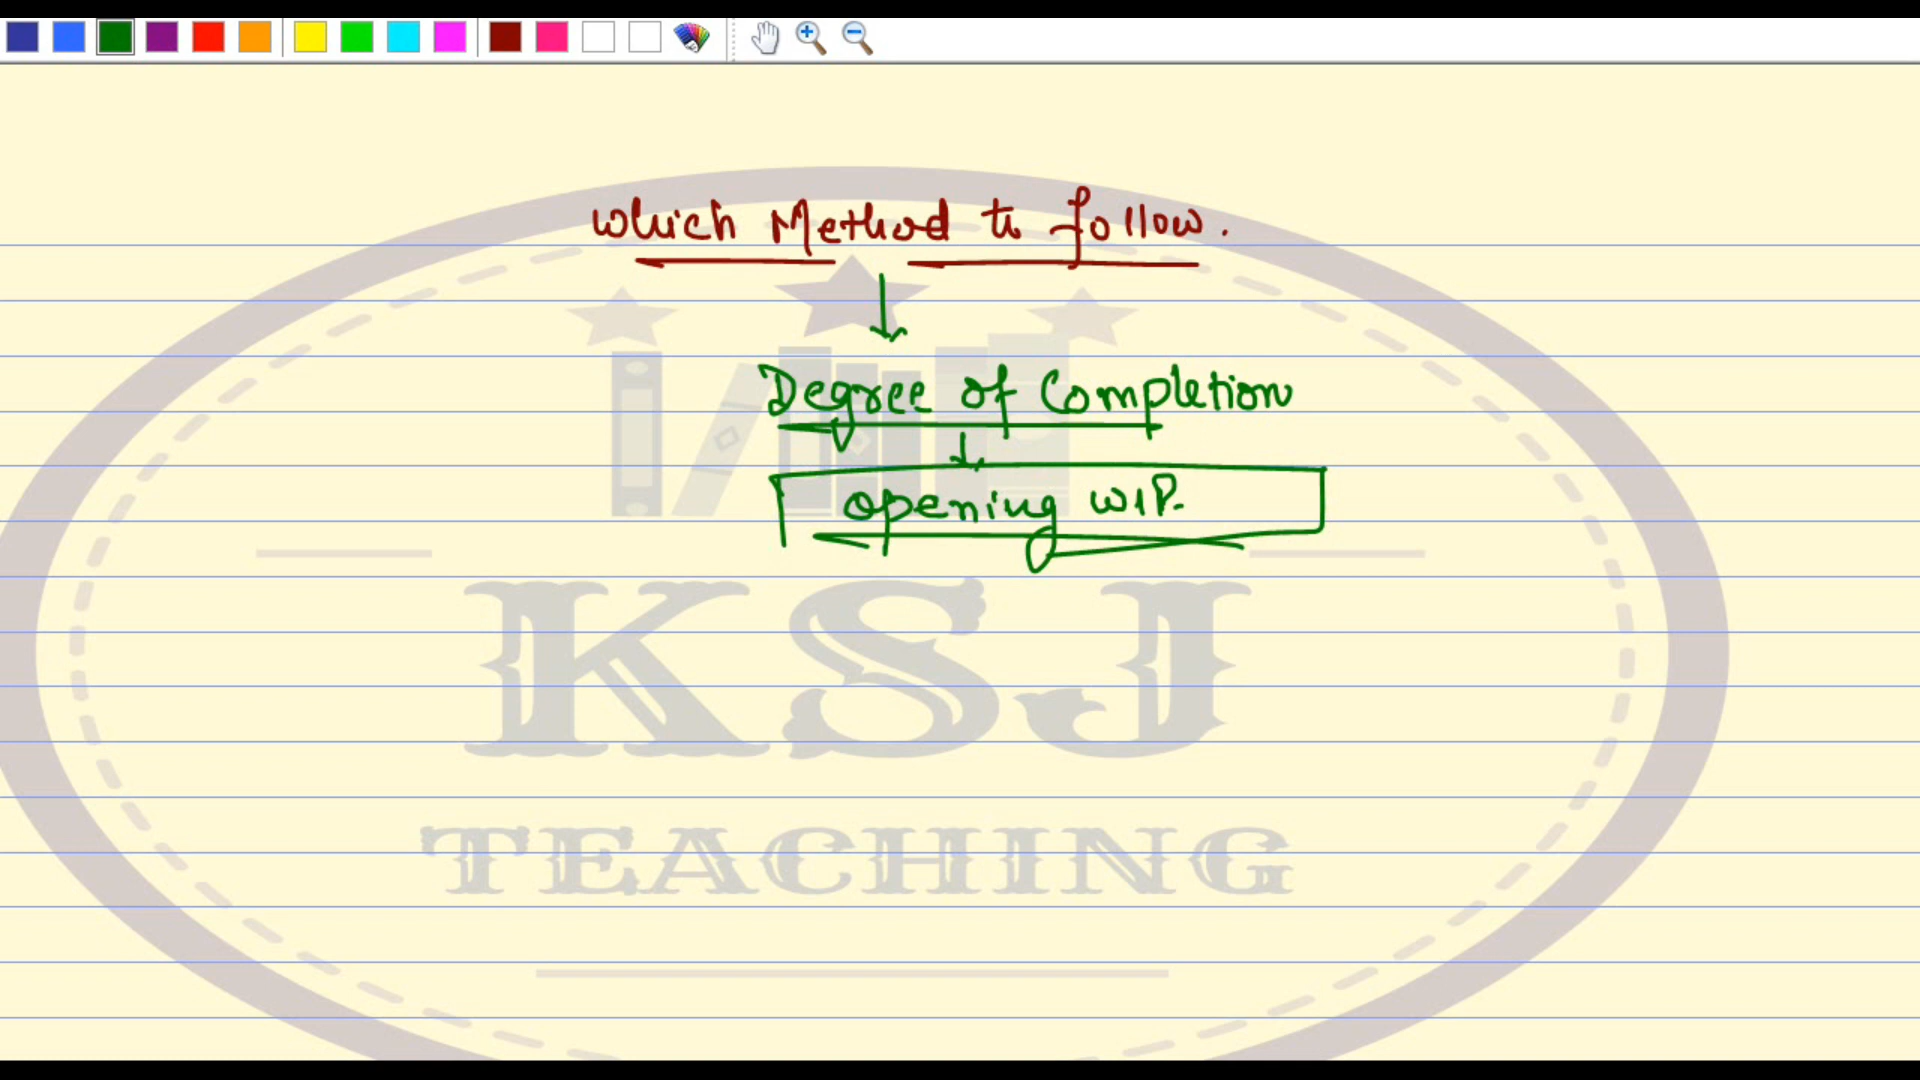 which Method to follow.
Degree of Completion
opening WIP.
KSJ
TEACHING